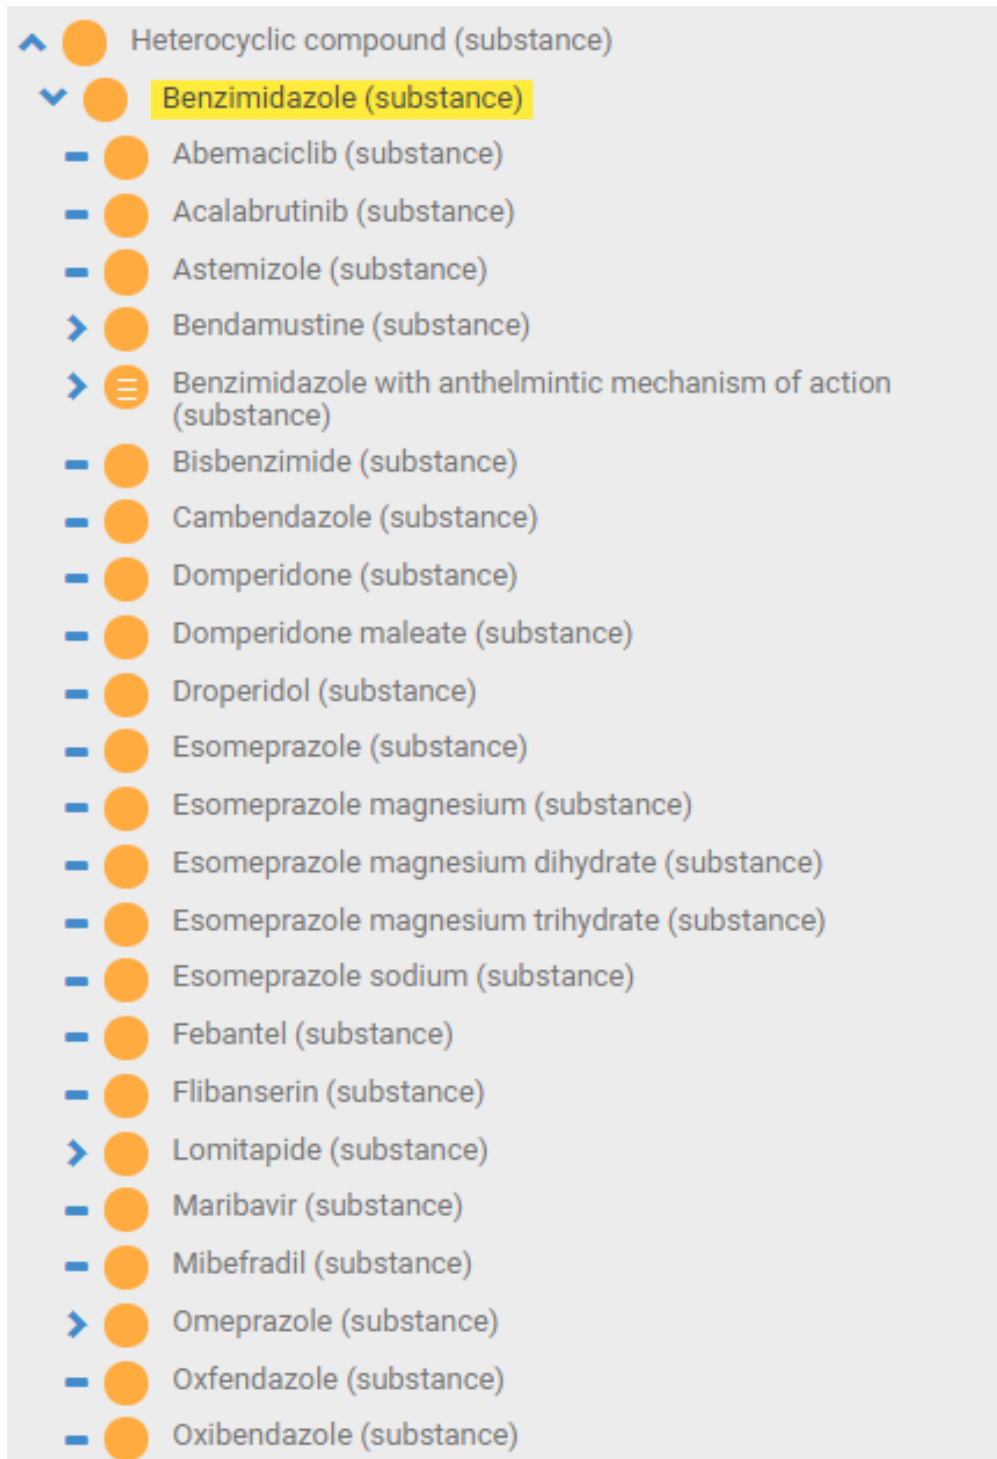 Heterocyclic compound (substance)
Benzimidazole (substance)
Abemaciclib (substance)
Acalabrutinib (substance)
Astemizole (substance)
Bendamustine (substance)
Benzimidazole with anthelmintic mechanism of action
(substance)
Bisbenzimide (substance)
Cambendazole (substance)
Domperidone (substance)
Domperidone maleate (substance)
Droperidol (substance)
Esomeprazole (substance)
Esomeprazole magnesium (substance)
Esomeprazole magnesium dihydrate (substance)
Esomeprazole magnesium trihydrate (substance)
Esomeprazole sodium (substance)
Febantel (substance)
Flibanserin (substance)
Lomitapide (substance)
Maribavir (substance)
Mibefradil (substance)
Omeprazole (substance)
Oxfendazole (substance)
Oxibendazole (substance)